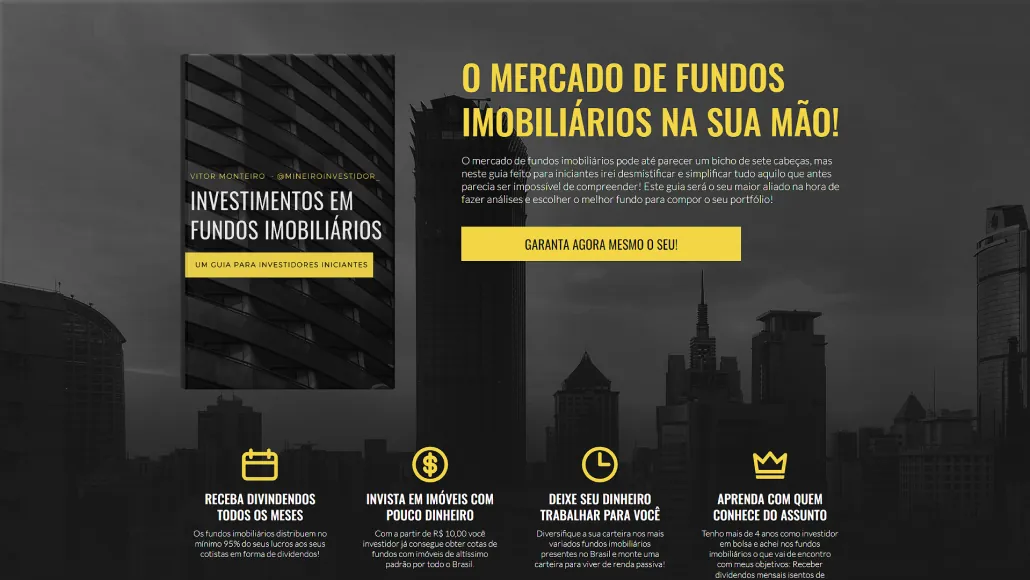 VITOR MONTEIRO - @MINEIROINVESTIDOR_
INVESTIMENTOS EM
FUNDOS IMOBILIÁRIOS
UM GUIA PARA INVESTIDORES INICIANTES
O MERCADO DE FUNDOS
IMOBILIÁRIOS NA SUA MÃO!
O mercado de fundos imobiliários pode até parecer um bicho de sete cabeças, mas
neste guia feito para iniciantes irei desmistificar e simplificar tudo aquilo que antes
parecia ser impossível de compreender! Este guia será o seu maior aliado na hora de
fazer análises e escolher o melhor fundo para compor o seu portfólio!
GARANTA AGORA MESMO O SEU!
RECEBA DIVINDENDOS
TODOS OS MESES
Os fundos imobiliários distribuem no
mínimo 95% do seus lucros aos seus
cotistas em forma de dividendos!
INVISTA EM IMÓVEIS COM
POUCO DINHEIRO
Com a partir de R$ 10,00 você
investidor já consegue obter cotas de
fundos com imóveis de altíssimo
padrão por todo o Brasil.
DEIXE SEU DINHEIRO
TRABALHAR PARA VOCÊ
Diversifique a sua carteira nos mais
variados fundos imobiliários
presentes no Brasil e monte uma
carteira para viver de renda passiva!
APRENDA COM QUEM
CONHECE DO ASSUNTO
Tenho mais de 4 anos como investidor
em bolsa e achei nos fundos
imobiliários o que vai de encontro
com meus objetivos: Receber
dividendos mensais isentos de